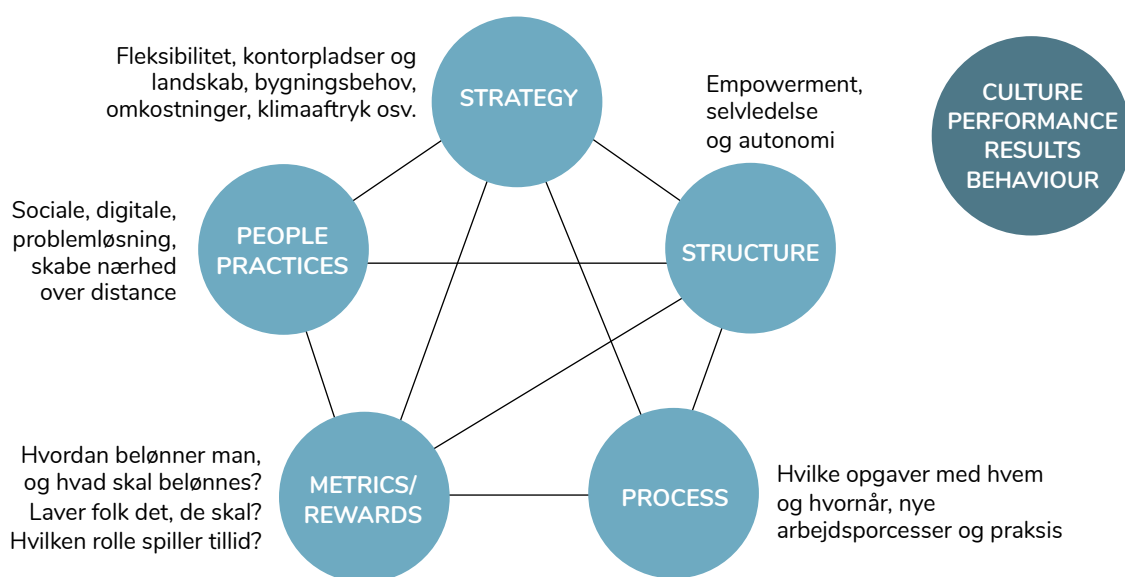 Fleksibilitet, kontorpladser og
landskab, bygningsbehov,
omkostninger, klimaaftryk osv.
STRATEGY
Empowerment,
selvledelse
og autonomi
CULTURE
PERFORMANCE
RESULTS
BEHAVIOUR
Sociale, digitale,
problemløsning,
skabe nærhed
over distance
PEOPLE
PRACTICES
STRUCTURE
Hvordan belønner man,
og hvad skal belønnes?
Laver folk det, de skal?
Hvilken rolle spiller tillid?
METRICS/
REWARDS
PROCESS
Hvilke opgaver med hvem
og hvornår, nye
arbejdsporcesser og praksis